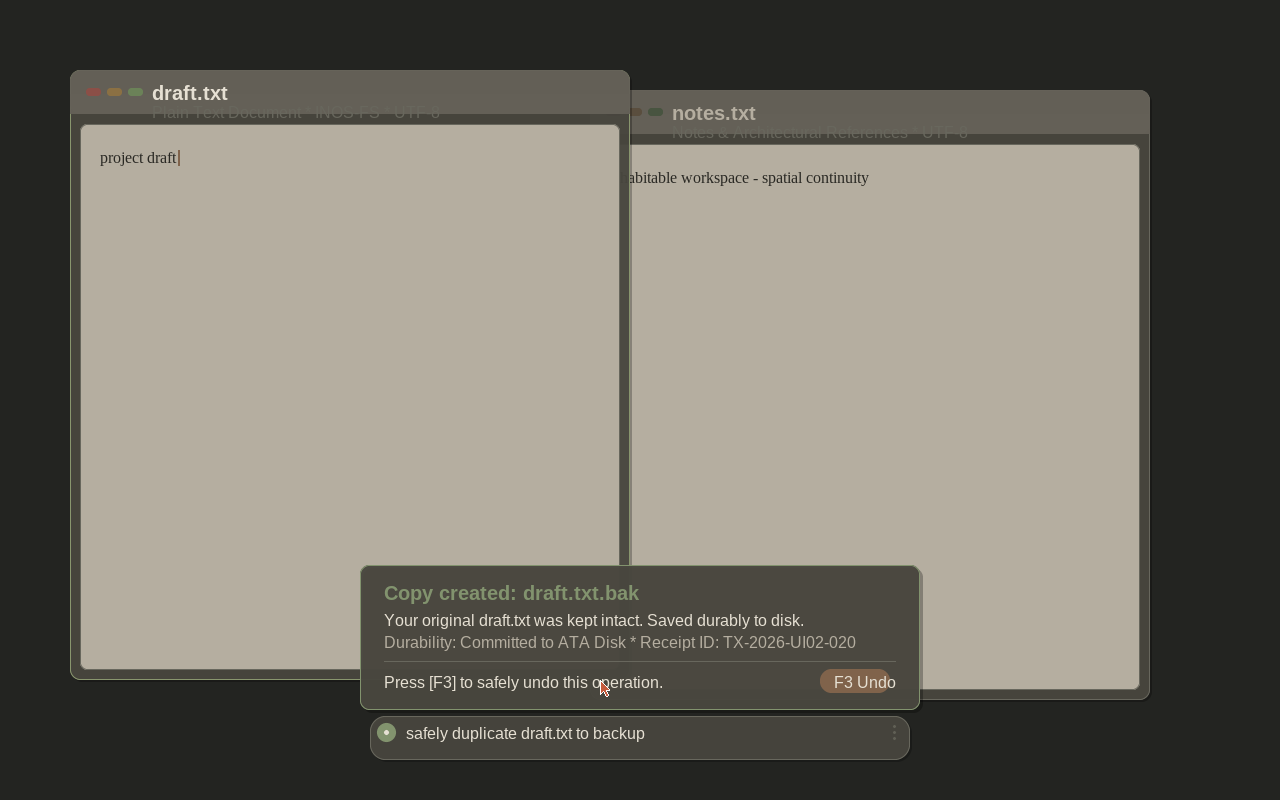 draft.txt
Plain Text Document * INGS-FS * UTF-8
project draft
notes.txt
Notes & Architectural References * UTF-8
abitable workspace - spatial continuity
Copy created: draft.txt.bak
Your original draft.txt was kept intact. Saved durably to disk.
Durability: Committed to ATA Disk * Receipt ID: TX-2026-UI02-020
Press [F3] to safely undo this operation.
F3 Undo
safely duplicate draft.txt to backup